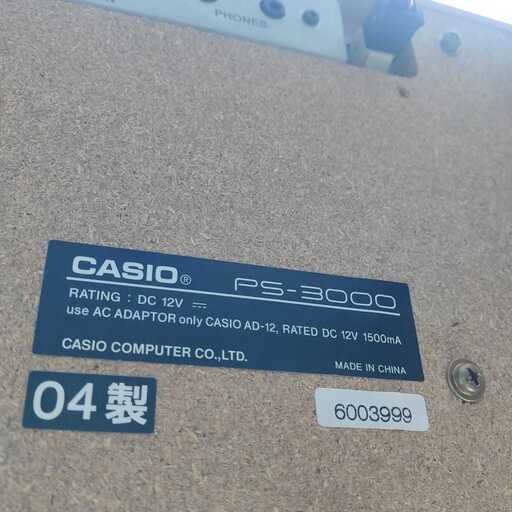 PHONES
CASIO® PS-3000
RATING : DC 12V ⎓
use AC ADAPTOR only CASIO AD-12, RATED DC 12V 1500mA
CASIO COMPUTER CO.,LTD.
MADE IN CHINA
04製
6003999